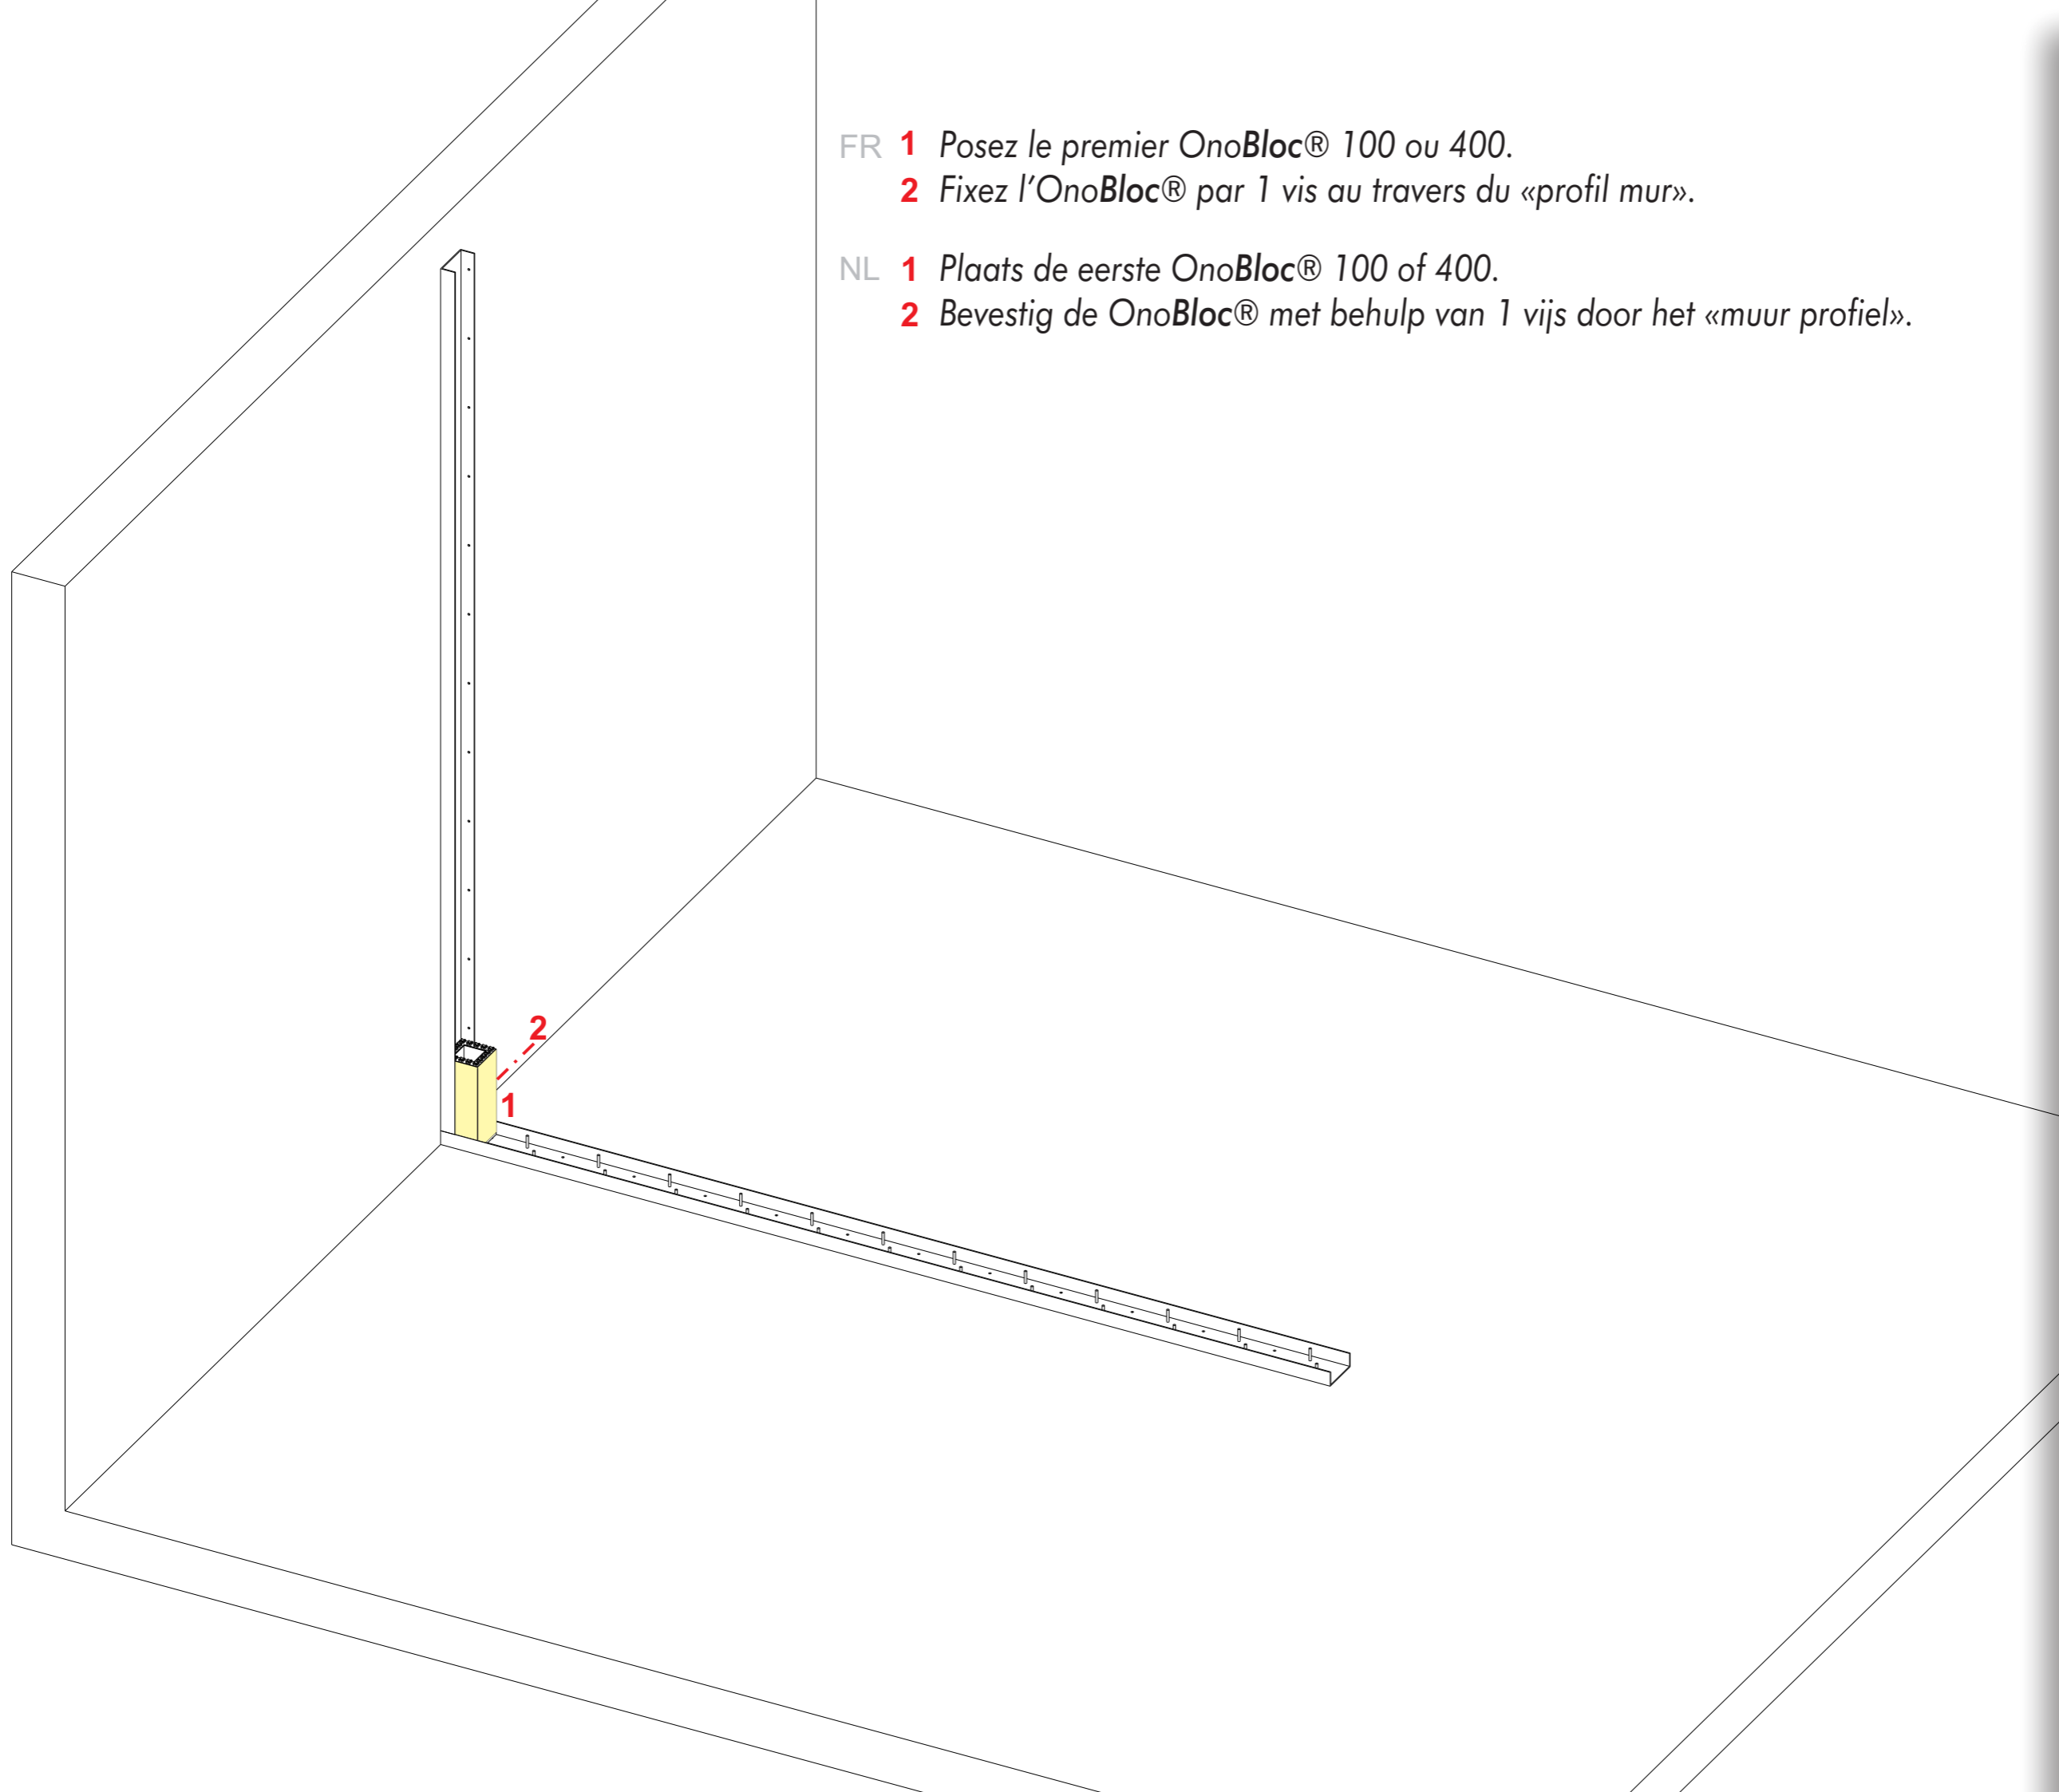 FR 1 Posez le premier OnoBloc® 100 ou 400.
2 Fixez l’OnoBloc® par 1 vis au travers du «profil mur».
NL 1 Plaats de eerste OnoBloc® 100 of 400.
2 Bevestig de OnoBloc® met behulp van 1 vijs door het «muur profiel».
2
1